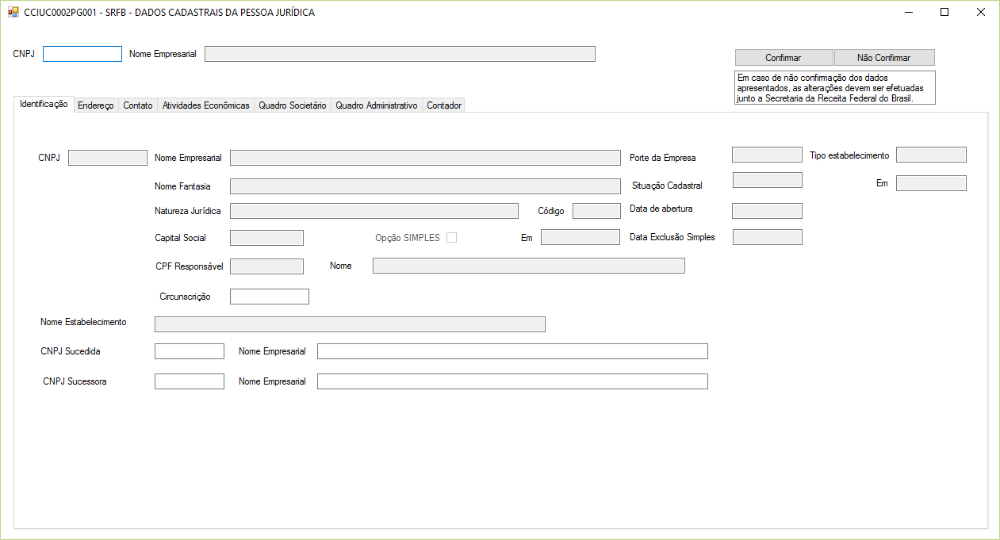 CCIUC0002PG001 - SRFB - DADOS CADASTRAIS DA PESSOA JURÍDICA
CNPJ Nome Empresarial
Confirmar Não Confirmar
Em caso de não confirmação dos dados
apresentados, as alterações devem ser efetuadas
junto a Secretaria da Receita Federal do Brasil.
Identificação Endereço Contato Atividades Econômicas Quadro Societário Quadro Administrativo Contador
CNPJ Nome Empresarial Porte da Empresa Tipo estabelecimento
Nome Fantasia Situação Cadastral Em
Natureza Jurídica Código Data de abertura
Capital Social Opção SIMPLES Em Data Exclusão Simples
CPF Responsável Nome
Circunscrição
Nome Estabelecimento
CNPJ Sucedida Nome Empresarial
CNPJ Sucessora Nome Empresarial